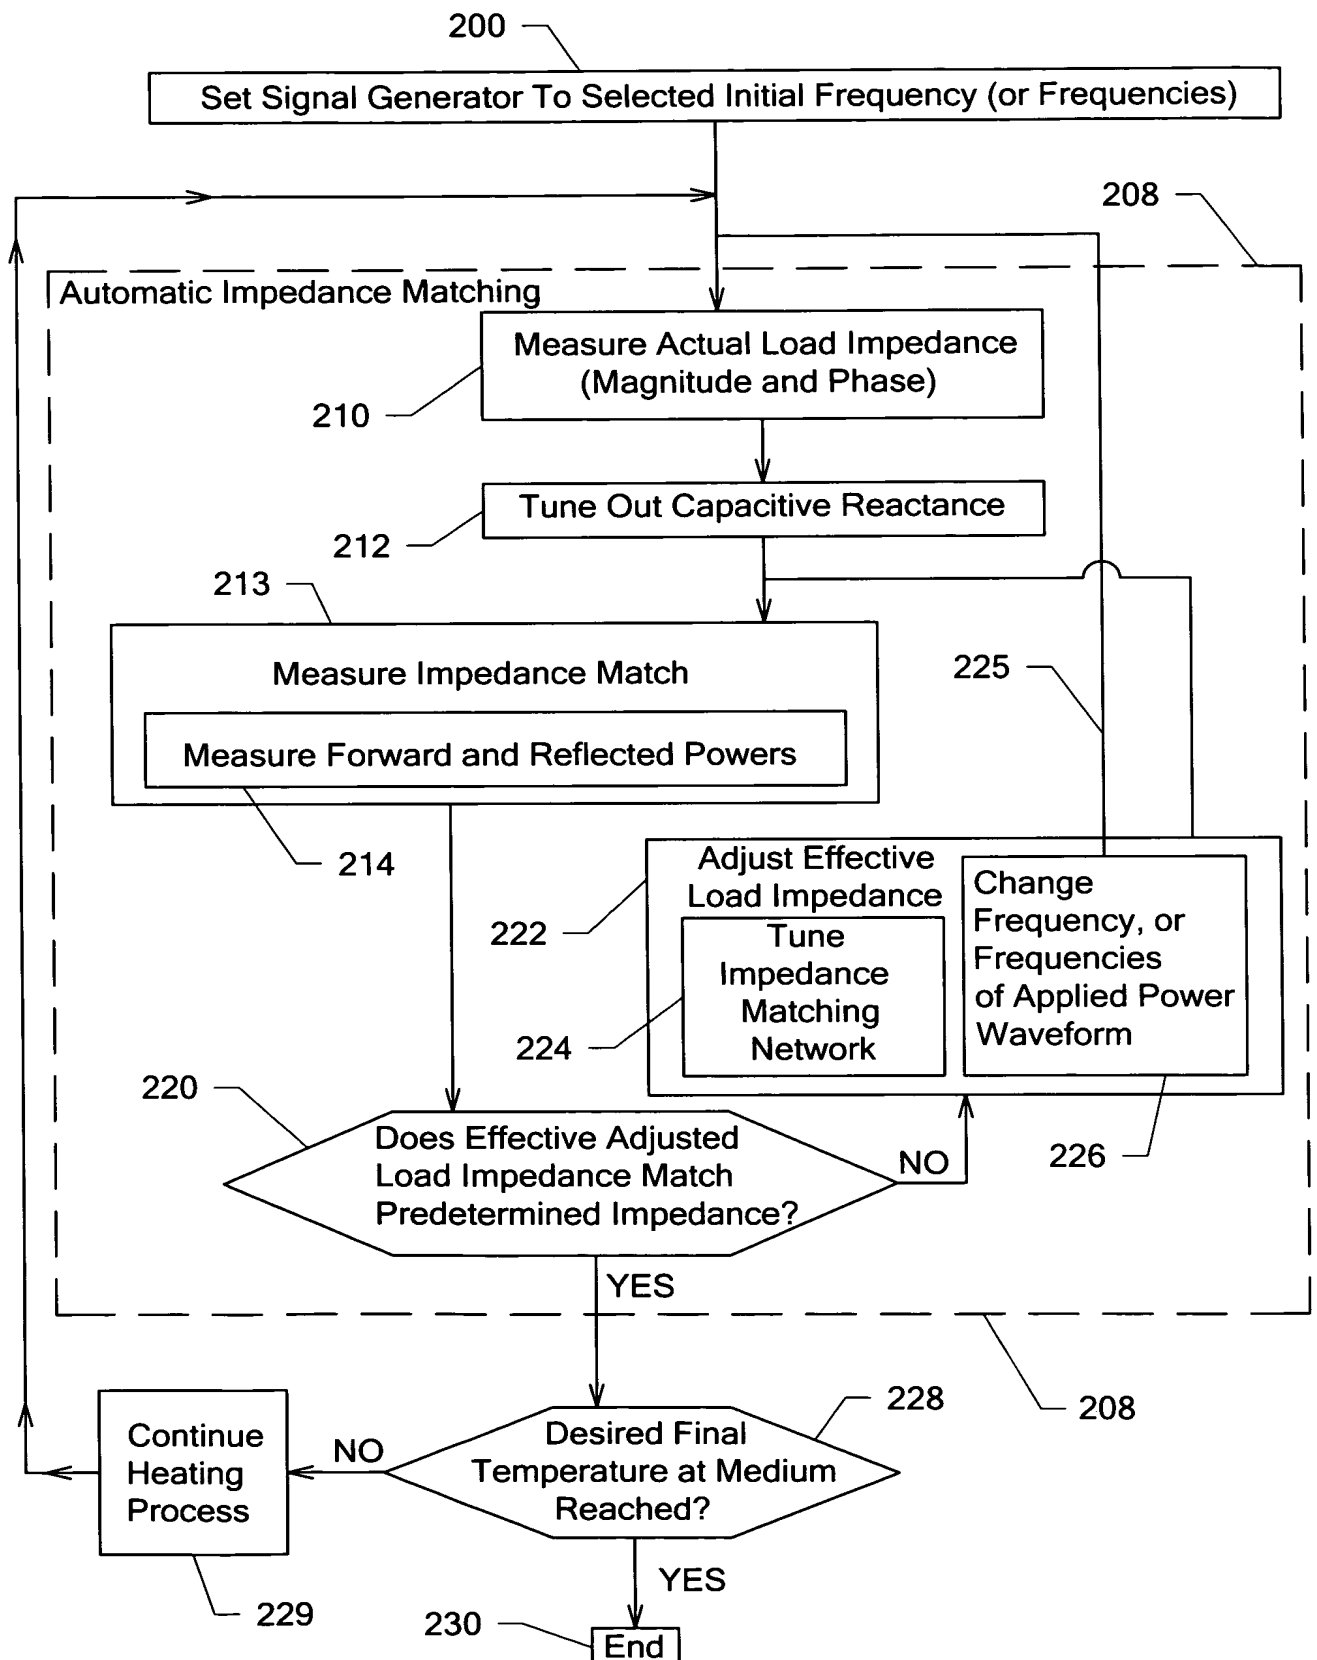 200
Set Signal Generator To Selected Initial Frequency (or Frequencies)
208
Automatic Impedance Matching
Measure Actual Load Impedance
(Magnitude and Phase)
210
Tune Out Capacitive Reactance
212
213
Measure Impedance Match
225
Measure Forward and Reflected Powers
214
Adjust Effective
Load Impedance
222
Tune
Impedance
Matching
Network
224
Change
Frequency, or
Frequencies
of Applied Power
Waveform
226
220
Does Effective Adjusted
Load Impedance Match
Predetermined Impedance?
NO
YES
208
228
Desired Final
Temperature at Medium
Reached?
NO
Continue
Heating
Process
229
YES
230
End